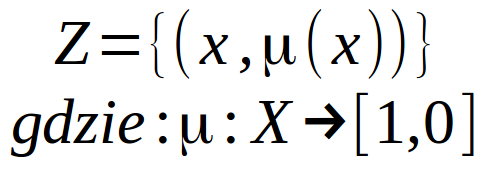 Z={(x,μ(x))}
gdzie:μ:X→[1,0]